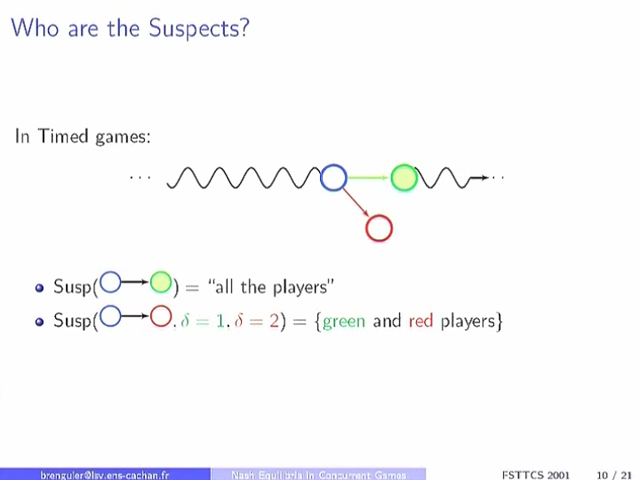 Who are the Suspects?
In Timed games:
Susp( ) = “all the players”
Susp( , δ = 1, δ = 2) = {green and red players}
brenguier@lsv.ens-cachan.fr Nash Equilibria In Concurrent Games FSTTCS 2001 10 / 21